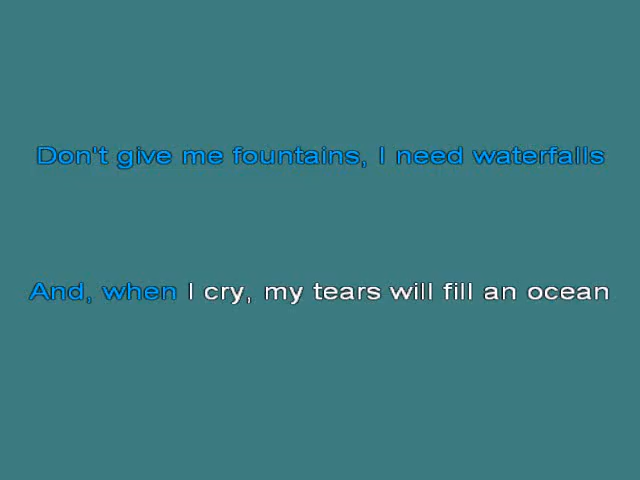 Don't give me fountains, I need waterfalls
And, when I cry, my tears will fill an ocean